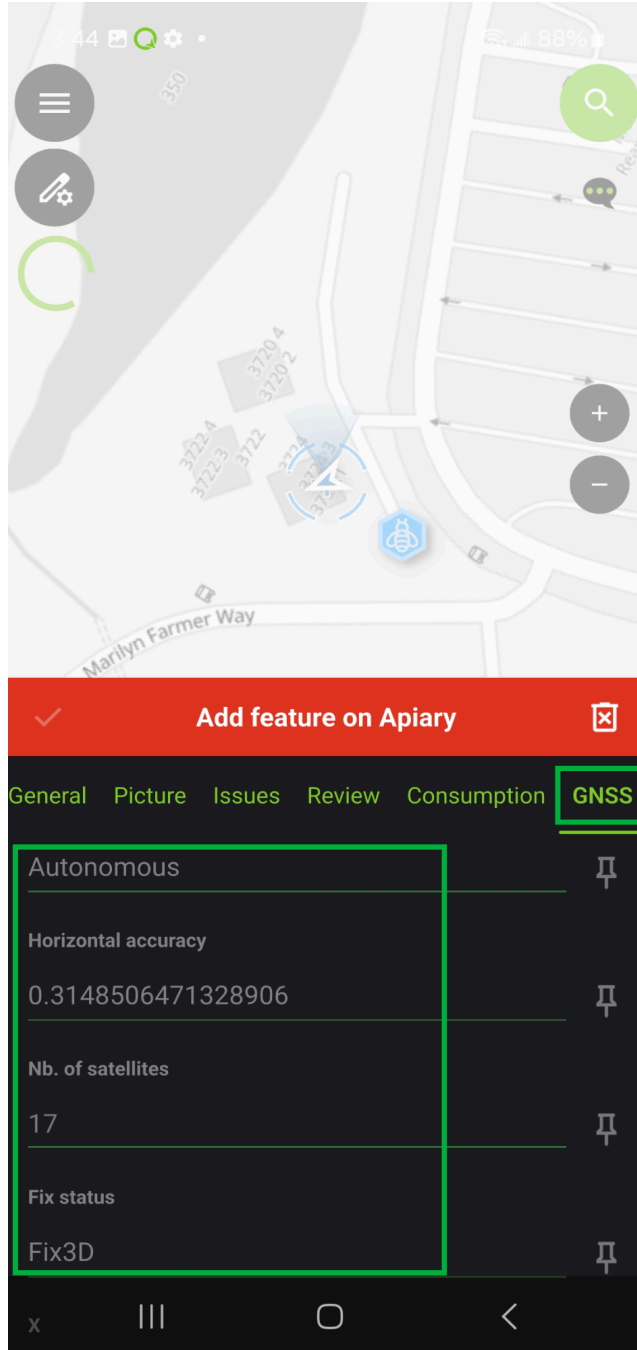 3:44
88%
350
3720 4
3720 2
3722 4
3722 3
3722
3724
Marilyn Farmer Way
Add feature on Apiary
General Picture Issues Review Consumption GNSS
Autonomous
Horizontal accuracy
0.3148506471328906
Nb. of satellites
17
Fix status
Fix3D
x